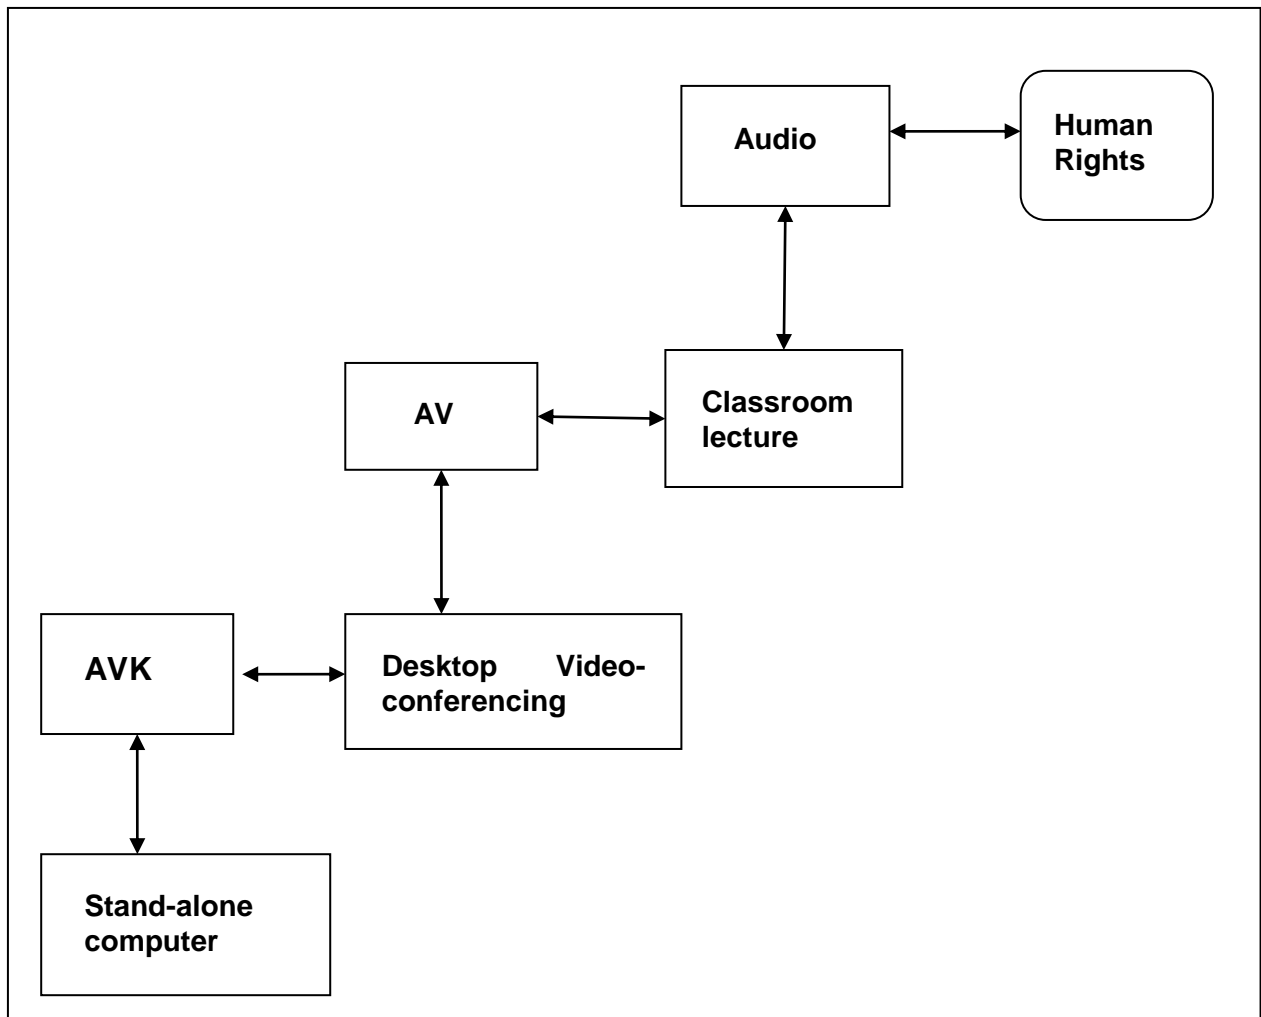 Audio
Human
Rights
AV
Classroom
lecture
AVK
Desktop Video-
conferencing
Stand-alone
computer